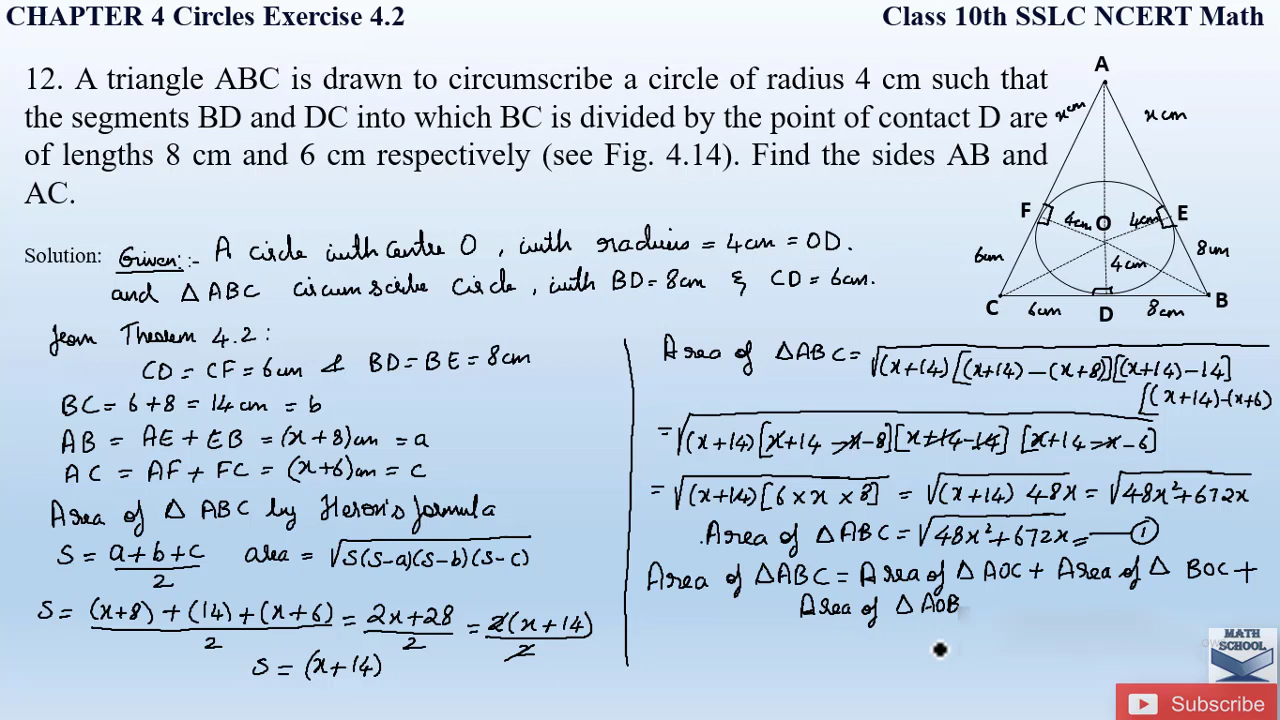 CHAPTER 4 Circles Exercise 4.2
Class 10th SSLC NCERT Math
12. A triangle ABC is drawn to circumscribe a circle of radius 4 cm such that
the segments BD and DC into which BC is divided by the point of contact D are
of lengths 8 cm and 6 cm respectively (see Fig. 4.14). Find the sides AB and
AC.
A
x cm
x cm
F
4cm
O
4cm
E
6cm
4cm
8cm
C
6cm
D
8cm
B
Solution: Given:- A circle with centre O, with radius = 4cm = OD.
and △ ABC circumscribe circle, with BD = 8cm & CD = 6cm.
from Theorem 4.2:
CD = CF = 6cm & BD = BE = 8cm
BC = 6+8 = 14 cm = b
AB = AE + EB = (x+8)cm = a
AC = AF + FC = (x+6)cm = c
Area of △ ABC by Heron's formula
S = a+b+c/2 area = √S(S-a)(S-b)(S-c)
S = (x+8)+(14)+(x+6)/2 = 2x+28/2 = 2(x+14)/2
S = (x+14)
Area of △ABC = √(x+14)[(x+14)-(x+8)][(x+14)-14]
[(x+14)-(x+6)
= √(x+14)[x+14-x-8][x+14-14][x+14-x-6]
= √(x+14)[6×x×8] = √(x+14)48x = √48x²+672x
.Area of △ABC = √48x²+672x = —①
Area of △ABC = Area of △ AOC + Area of △ BOC +
Area of △ AOB
MATH
SCHOOL
Subscribe